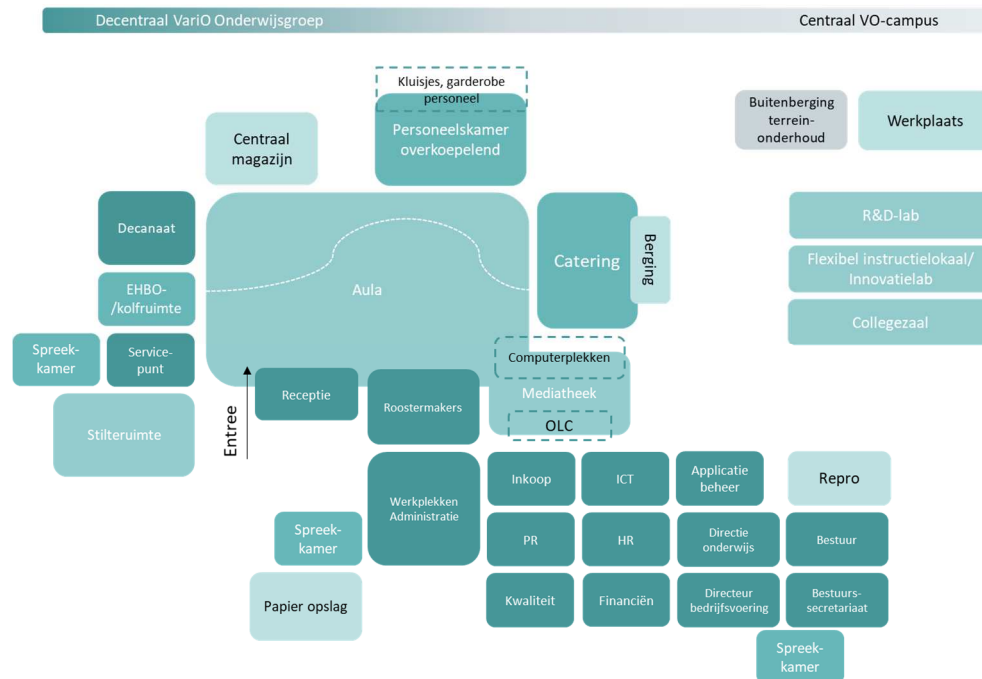 Decentraal VariO Onderwijsgroep
Centraal VO-campus
Kluisjes, garderobe
personeel
Personeelskamer
overkoepelend
Centraal
magazijn
Buitenberging
terrein-
onderhoud
Werkplaats
Decanaat
EHBO-
/kolfruimte
Spreek-
kamer
Service-
punt
Stilteruimte
Aula
Catering
Berging
R&D-lab
Flexibel instructielokaal/
Innovatielab
Collegezaal
Entree
Receptie
Roostermakers
Computerplekken
Mediatheek
OLC
Werkplekken
Administratie
Inkoop
ICT
Applicatie
beheer
Repro
Spreek-
kamer
PR
HR
Directie
onderwijs
Bestuur
Papier opslag
Kwaliteit
Financiën
Directeur
bedrijfsvoering
Bestuurs-
secretariaat
Spreek-
kamer